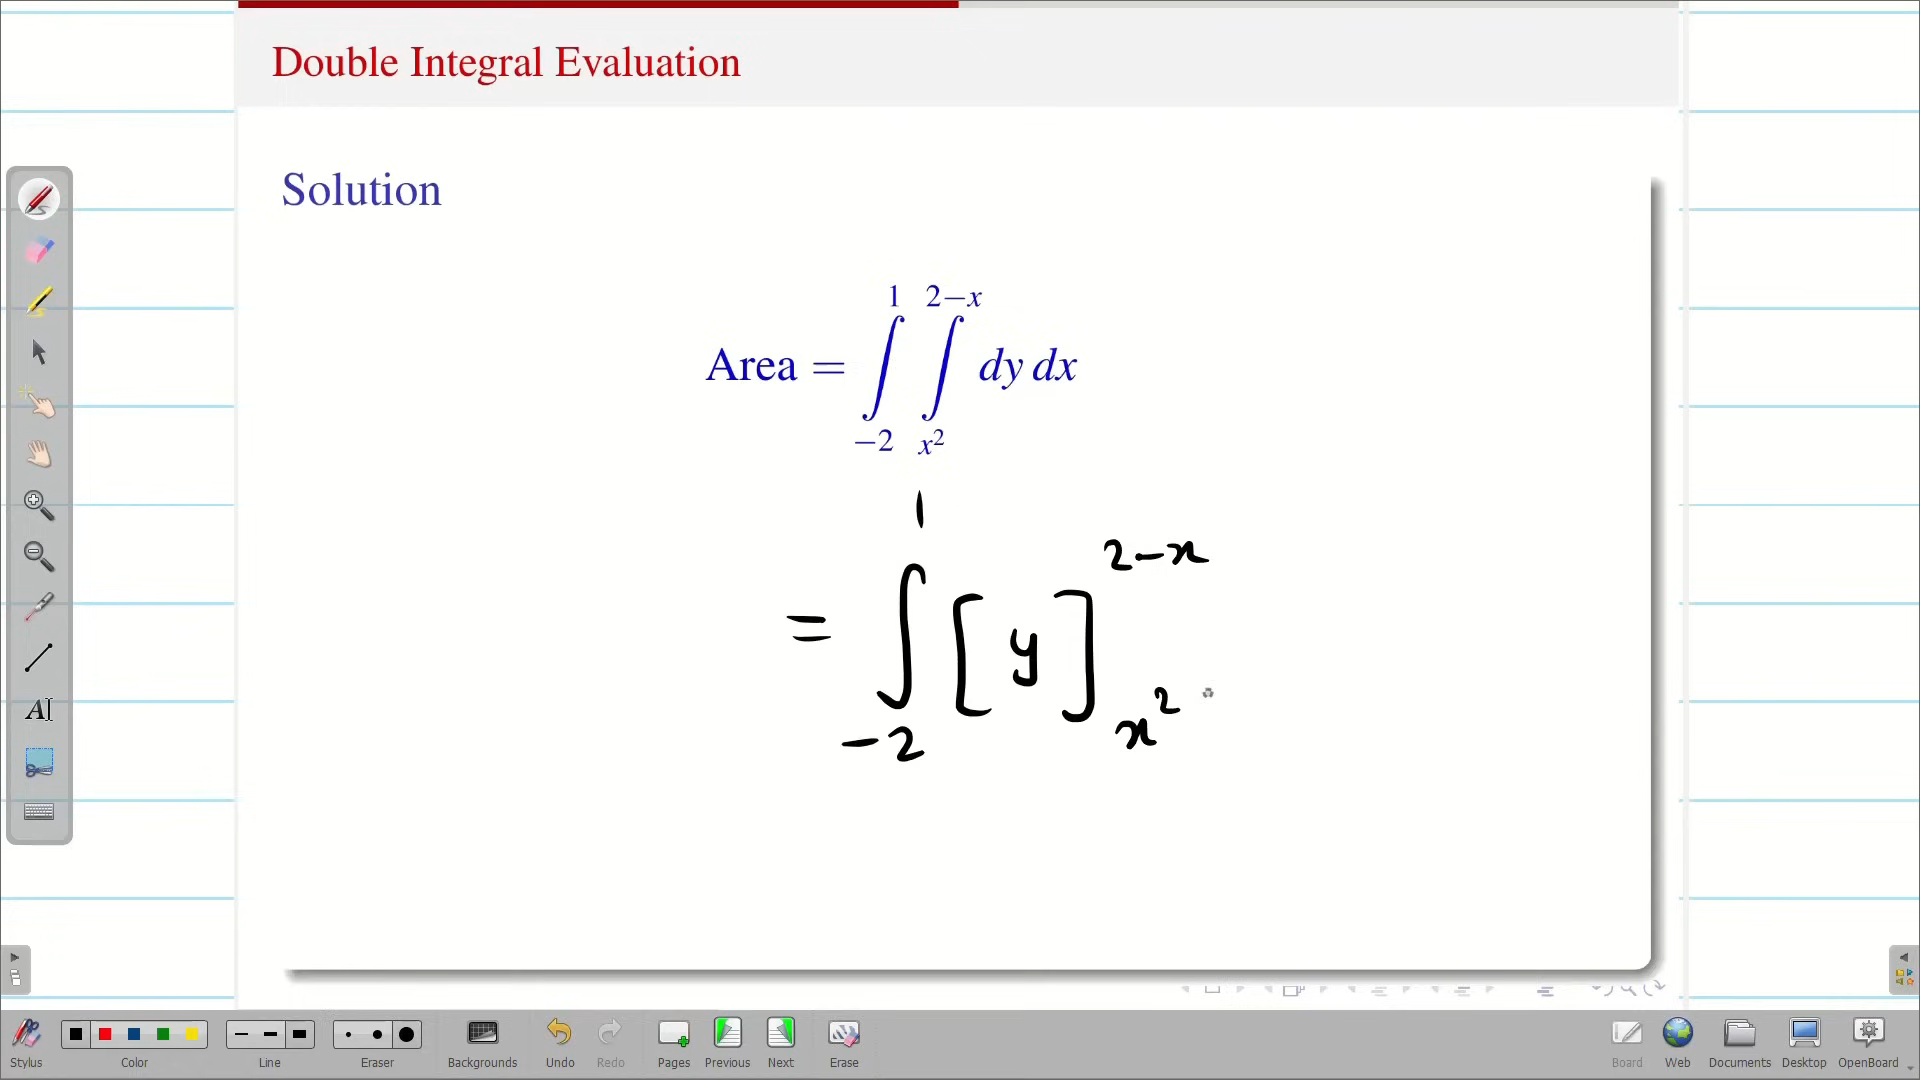 Double Integral Evaluation
Solution
Area = ∫_{-2}^{1} ∫_{x^2}^{2-x} dy dx
= ∫_{-2}^{1} [y]_{x^2}^{2-x}
A
Stylus Color Line Eraser Backgrounds Undo Redo Pages Previous Next Erase Board Web Documents Desktop OpenBoard